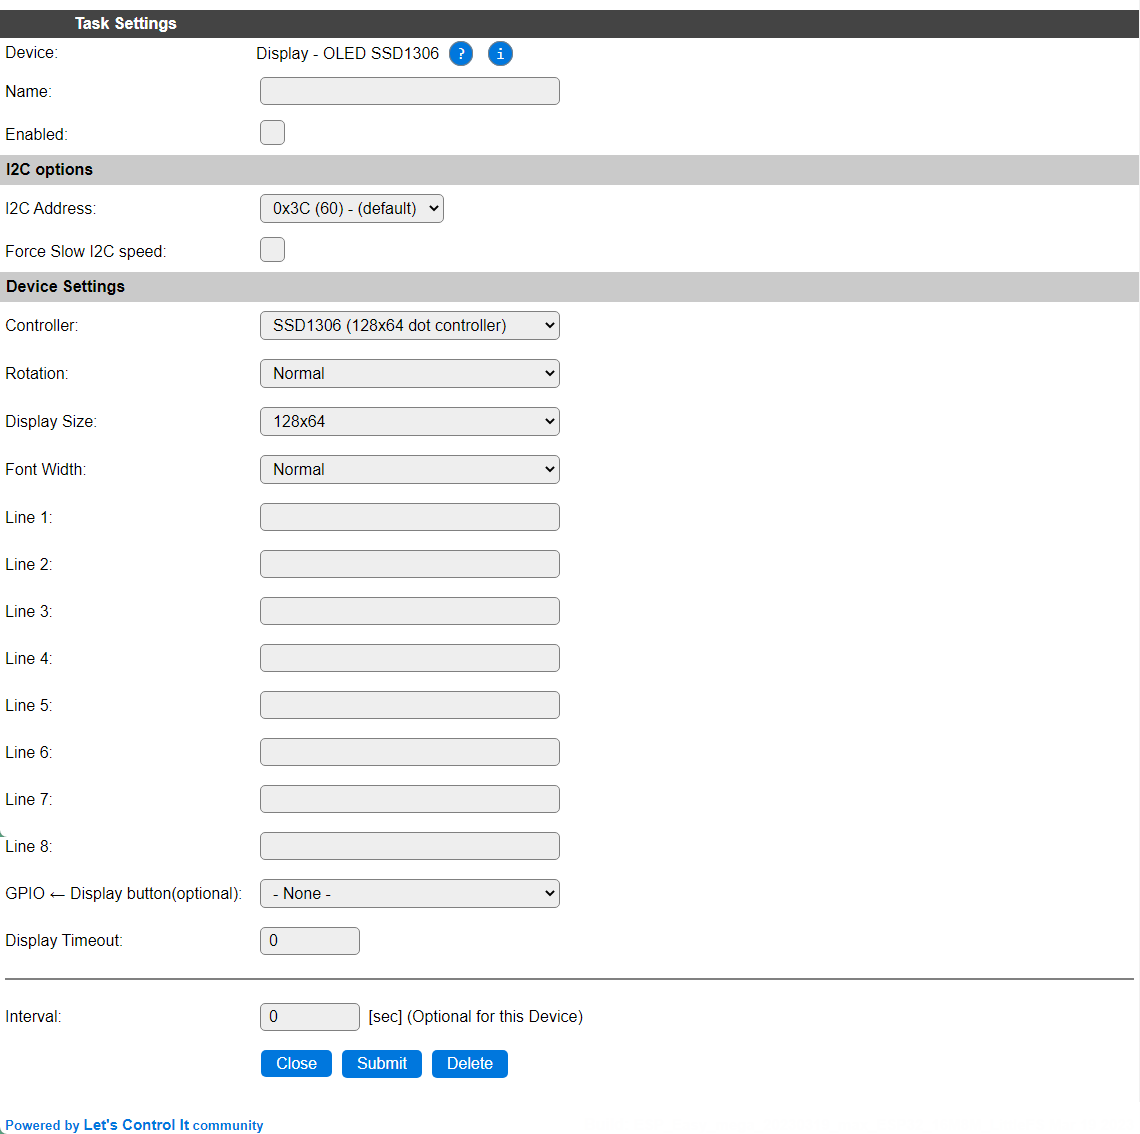 Task Settings
Device: Display - OLED SSD1306 ? i
Name:
Enabled:
I2C options
I2C Address: 0x3C (60) - (default)
Force Slow I2C speed:
Device Settings
Controller: SSD1306 (128x64 dot controller)
Rotation: Normal
Display Size: 128x64
Font Width: Normal
Line 1:
Line 2:
Line 3:
Line 4:
Line 5:
Line 6:
Line 7:
Line 8:
GPIO ← Display button(optional): - None -
Display Timeout: 0
Interval: 0 [sec] (Optional for this Device)
Close Submit Delete
Powered by Let's Control It community